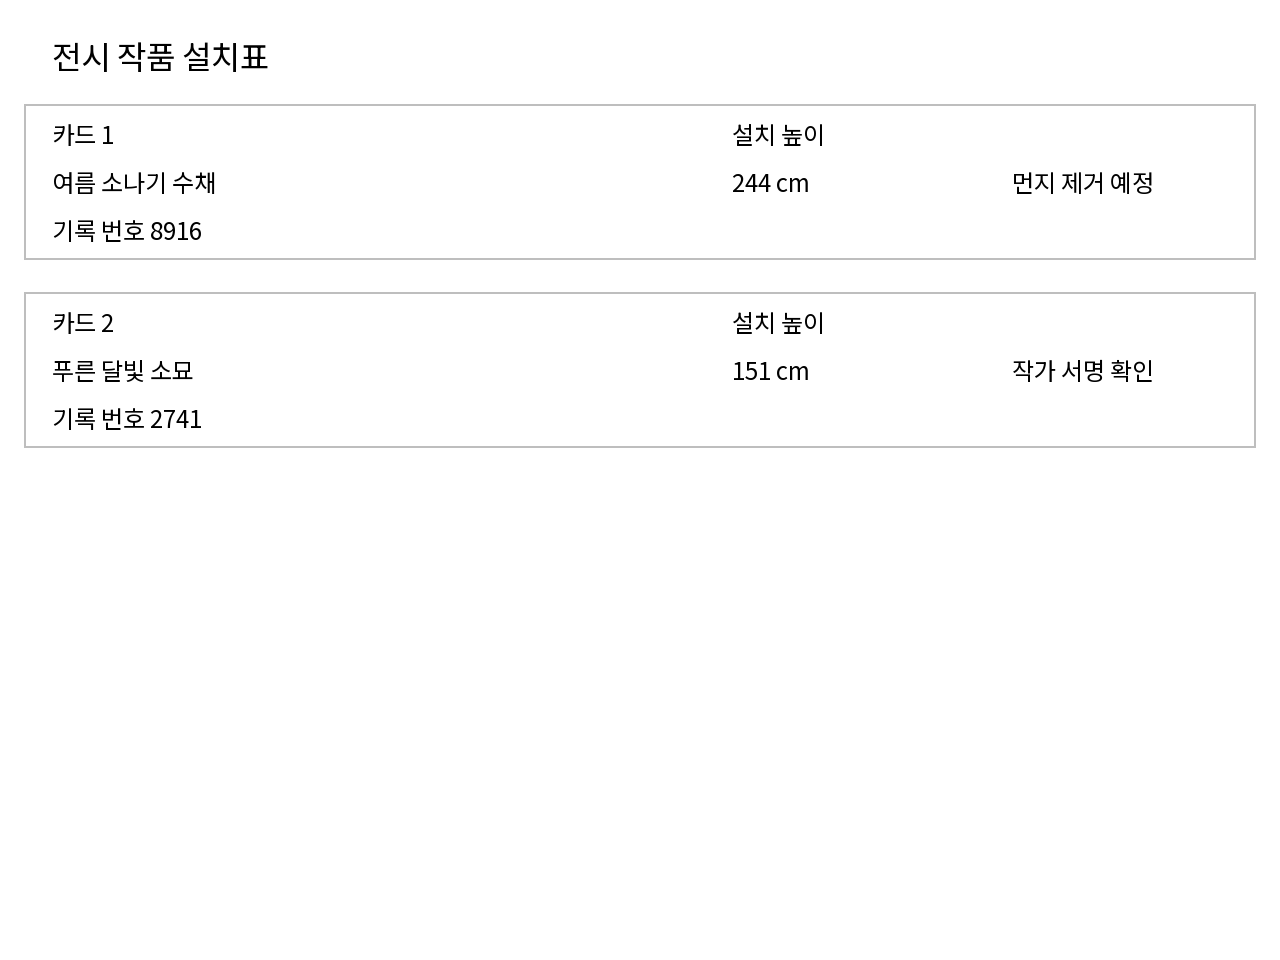 전시 작품 설치표
카드 1 설치 높이
여름 소나기 수채 244 cm 먼지 제거 예정
기록 번호 8916
카드 2 설치 높이
푸른 달빛 소묘 151 cm 작가 서명 확인
기록 번호 2741